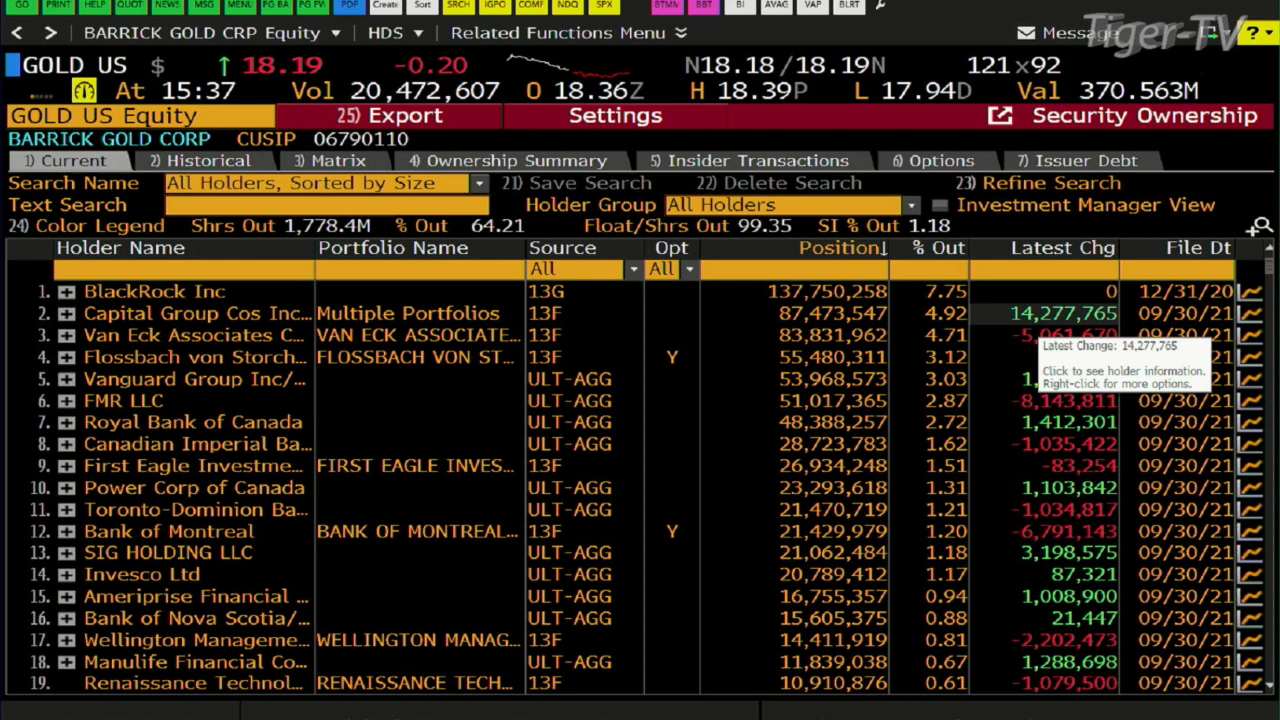 GO PRINT HELP QUOT NEWS MSG MENU PG BA PG FV PDF Create Sort SRCH IGPO COMF NDQ SPX BTMM BBT BI AVAG VAP BLRT
< > BARRICK GOLD CRP Equity HDS Related Functions Menu Message ?
Tiger-TV
GOLD US $ ↑ 18.19 -0.20 N18.18/18.19N 121x92
At 15:37 Vol 20,472,607 O 18.36Z H 18.39P L 17.94D Val 370.563M
GOLD US Equity 25) Export Settings Security Ownership
BARRICK GOLD CORP CUSIP 06790110
1) Current 2) Historical 3) Matrix 4) Ownership Summary 5) Insider Transactions 6) Options 7) Issuer Debt
Search Name All Holders, Sorted by Size 21) Save Search 22) Delete Search 23) Refine Search
Text Search Holder Group All Holders Investment Manager View
24) Color Legend Shrs Out 1,778.4M % Out 64.21 Float/Shrs Out 99.35 SI % Out 1.18
Holder Name Portfolio Name Source Opt Position↓ % Out Latest Chg File Dt
All All
1. BlackRock Inc 13G 137,750,258 7.75 0 12/31/20
2. Capital Group Cos Inc... Multiple Portfolios 13F 87,473,547 4.92 14,277,765 09/30/21
3. Van Eck Associates C... VAN ECK ASSOCIATE... 13F 83,831,962 4.71 -5,061,670 09/30/21
Latest Change: 14,277,765
Click to see holder information.
Right-click for more options.
4. Flossbach von Storch... FLOSSBACH VON ST... 13F Y 55,480,311 3.12
5. Vanguard Group Inc/... ULT-AGG 53,968,573 3.03
6. FMR LLC ULT-AGG 51,017,365 2.87 -8,143,811 09/30/21
7. Royal Bank of Canada ULT-AGG 48,388,257 2.72 1,412,301 09/30/21
8. Canadian Imperial Ba... ULT-AGG 28,723,783 1.62 -1,035,422 09/30/21
9. First Eagle Investme... FIRST EAGLE INVES... 13F 26,934,248 1.51 -83,254 09/30/21
10. Power Corp of Canada ULT-AGG 23,293,618 1.31 1,103,842 09/30/21
11. Toronto-Dominion Ba... ULT-AGG 21,470,719 1.21 -1,034,817 09/30/21
12. Bank of Montreal BANK OF MONTREAL... 13F Y 21,429,979 1.20 -6,791,143 09/30/21
13. SIG HOLDING LLC ULT-AGG 21,062,484 1.18 3,198,575 09/30/21
14. Invesco Ltd ULT-AGG 20,789,412 1.17 87,321 09/30/21
15. Ameriprise Financial ... ULT-AGG 16,755,357 0.94 1,008,900 09/30/21
16. Bank of Nova Scotia/... ULT-AGG 15,605,375 0.88 21,447 09/30/21
17. Wellington Manageme... WELLINGTON MANAG... 13F 14,411,919 0.81 -2,202,473 09/30/21
18. Manulife Financial Co... ULT-AGG 11,839,038 0.67 1,288,698 09/30/21
19. Renaissance Technol... RENAISSANCE TECH... 13F 10,910,876 0.61 -1,079,500 09/30/21